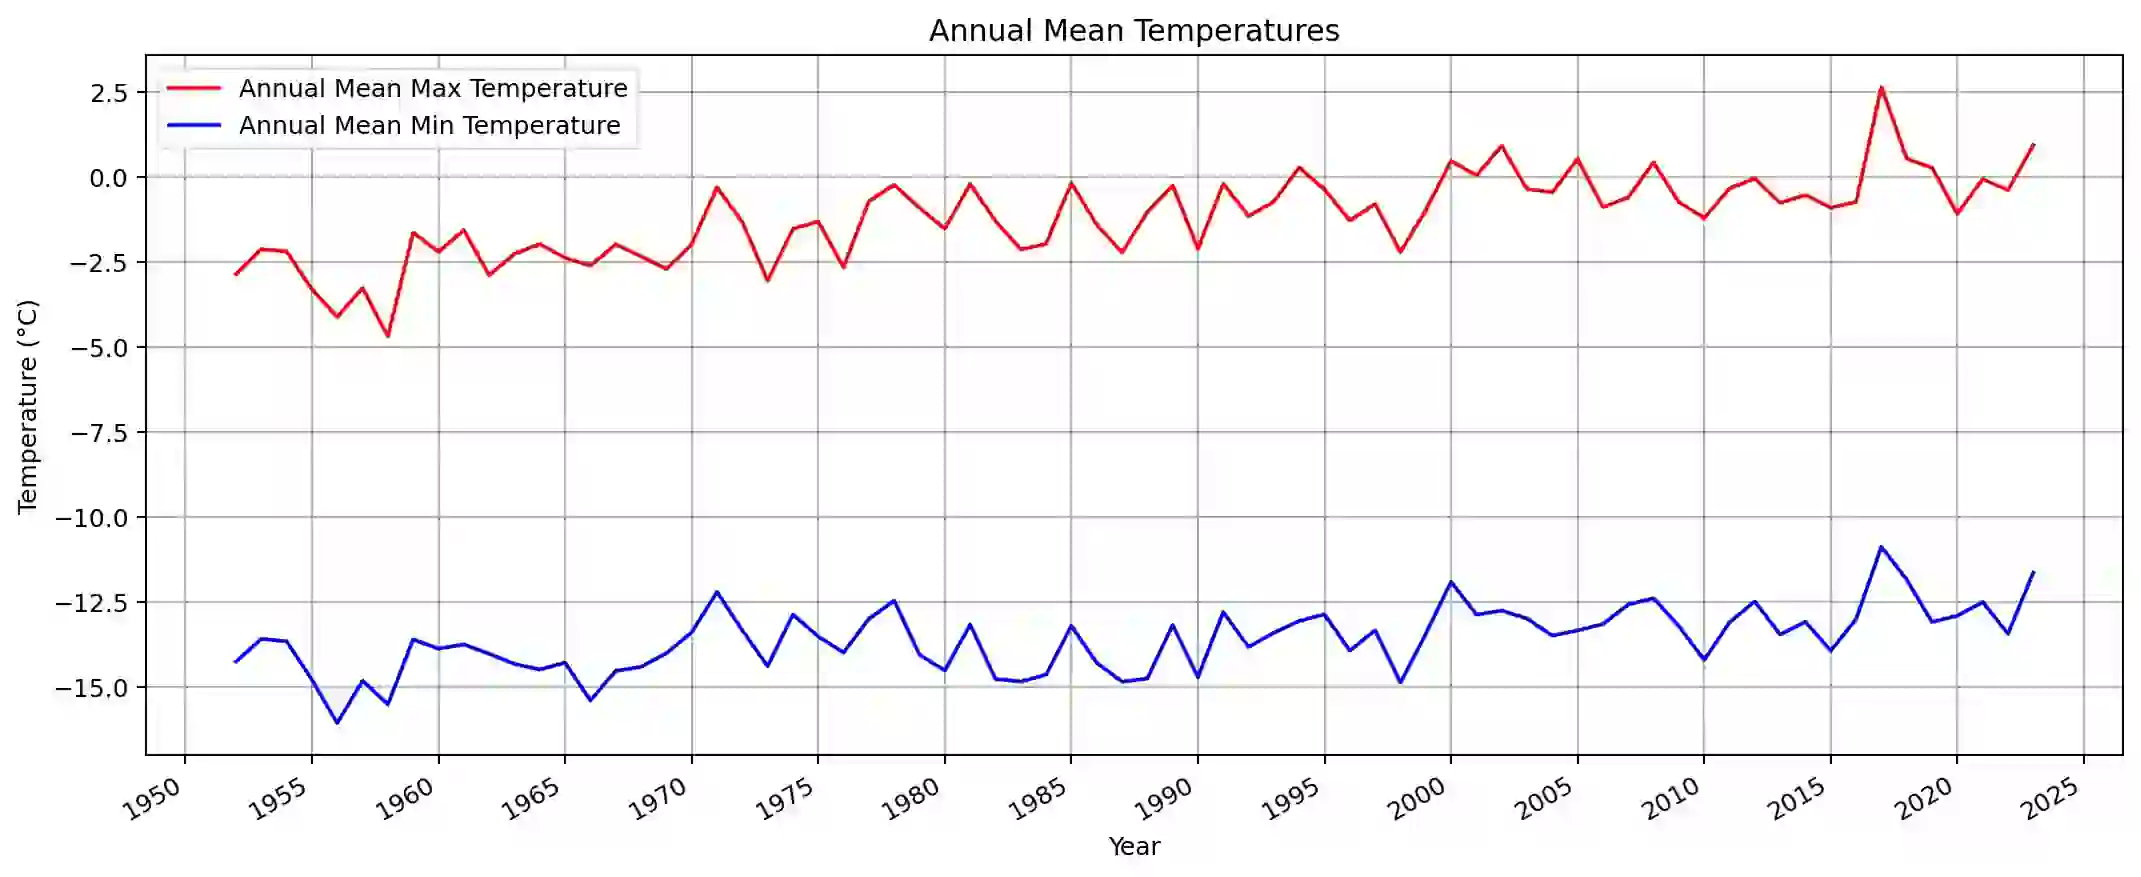 Annual Mean Temperatures
Annual Mean Max Temperature
Annual Mean Min Temperature
Temperature (°C)
2.5
0.0
−2.5
−5.0
−7.5
−10.0
−12.5
−15.0
1950 1955 1960 1965 1970 1975 1980 1985 1990 1995 2000 2005 2010 2015 2020 2025
Year